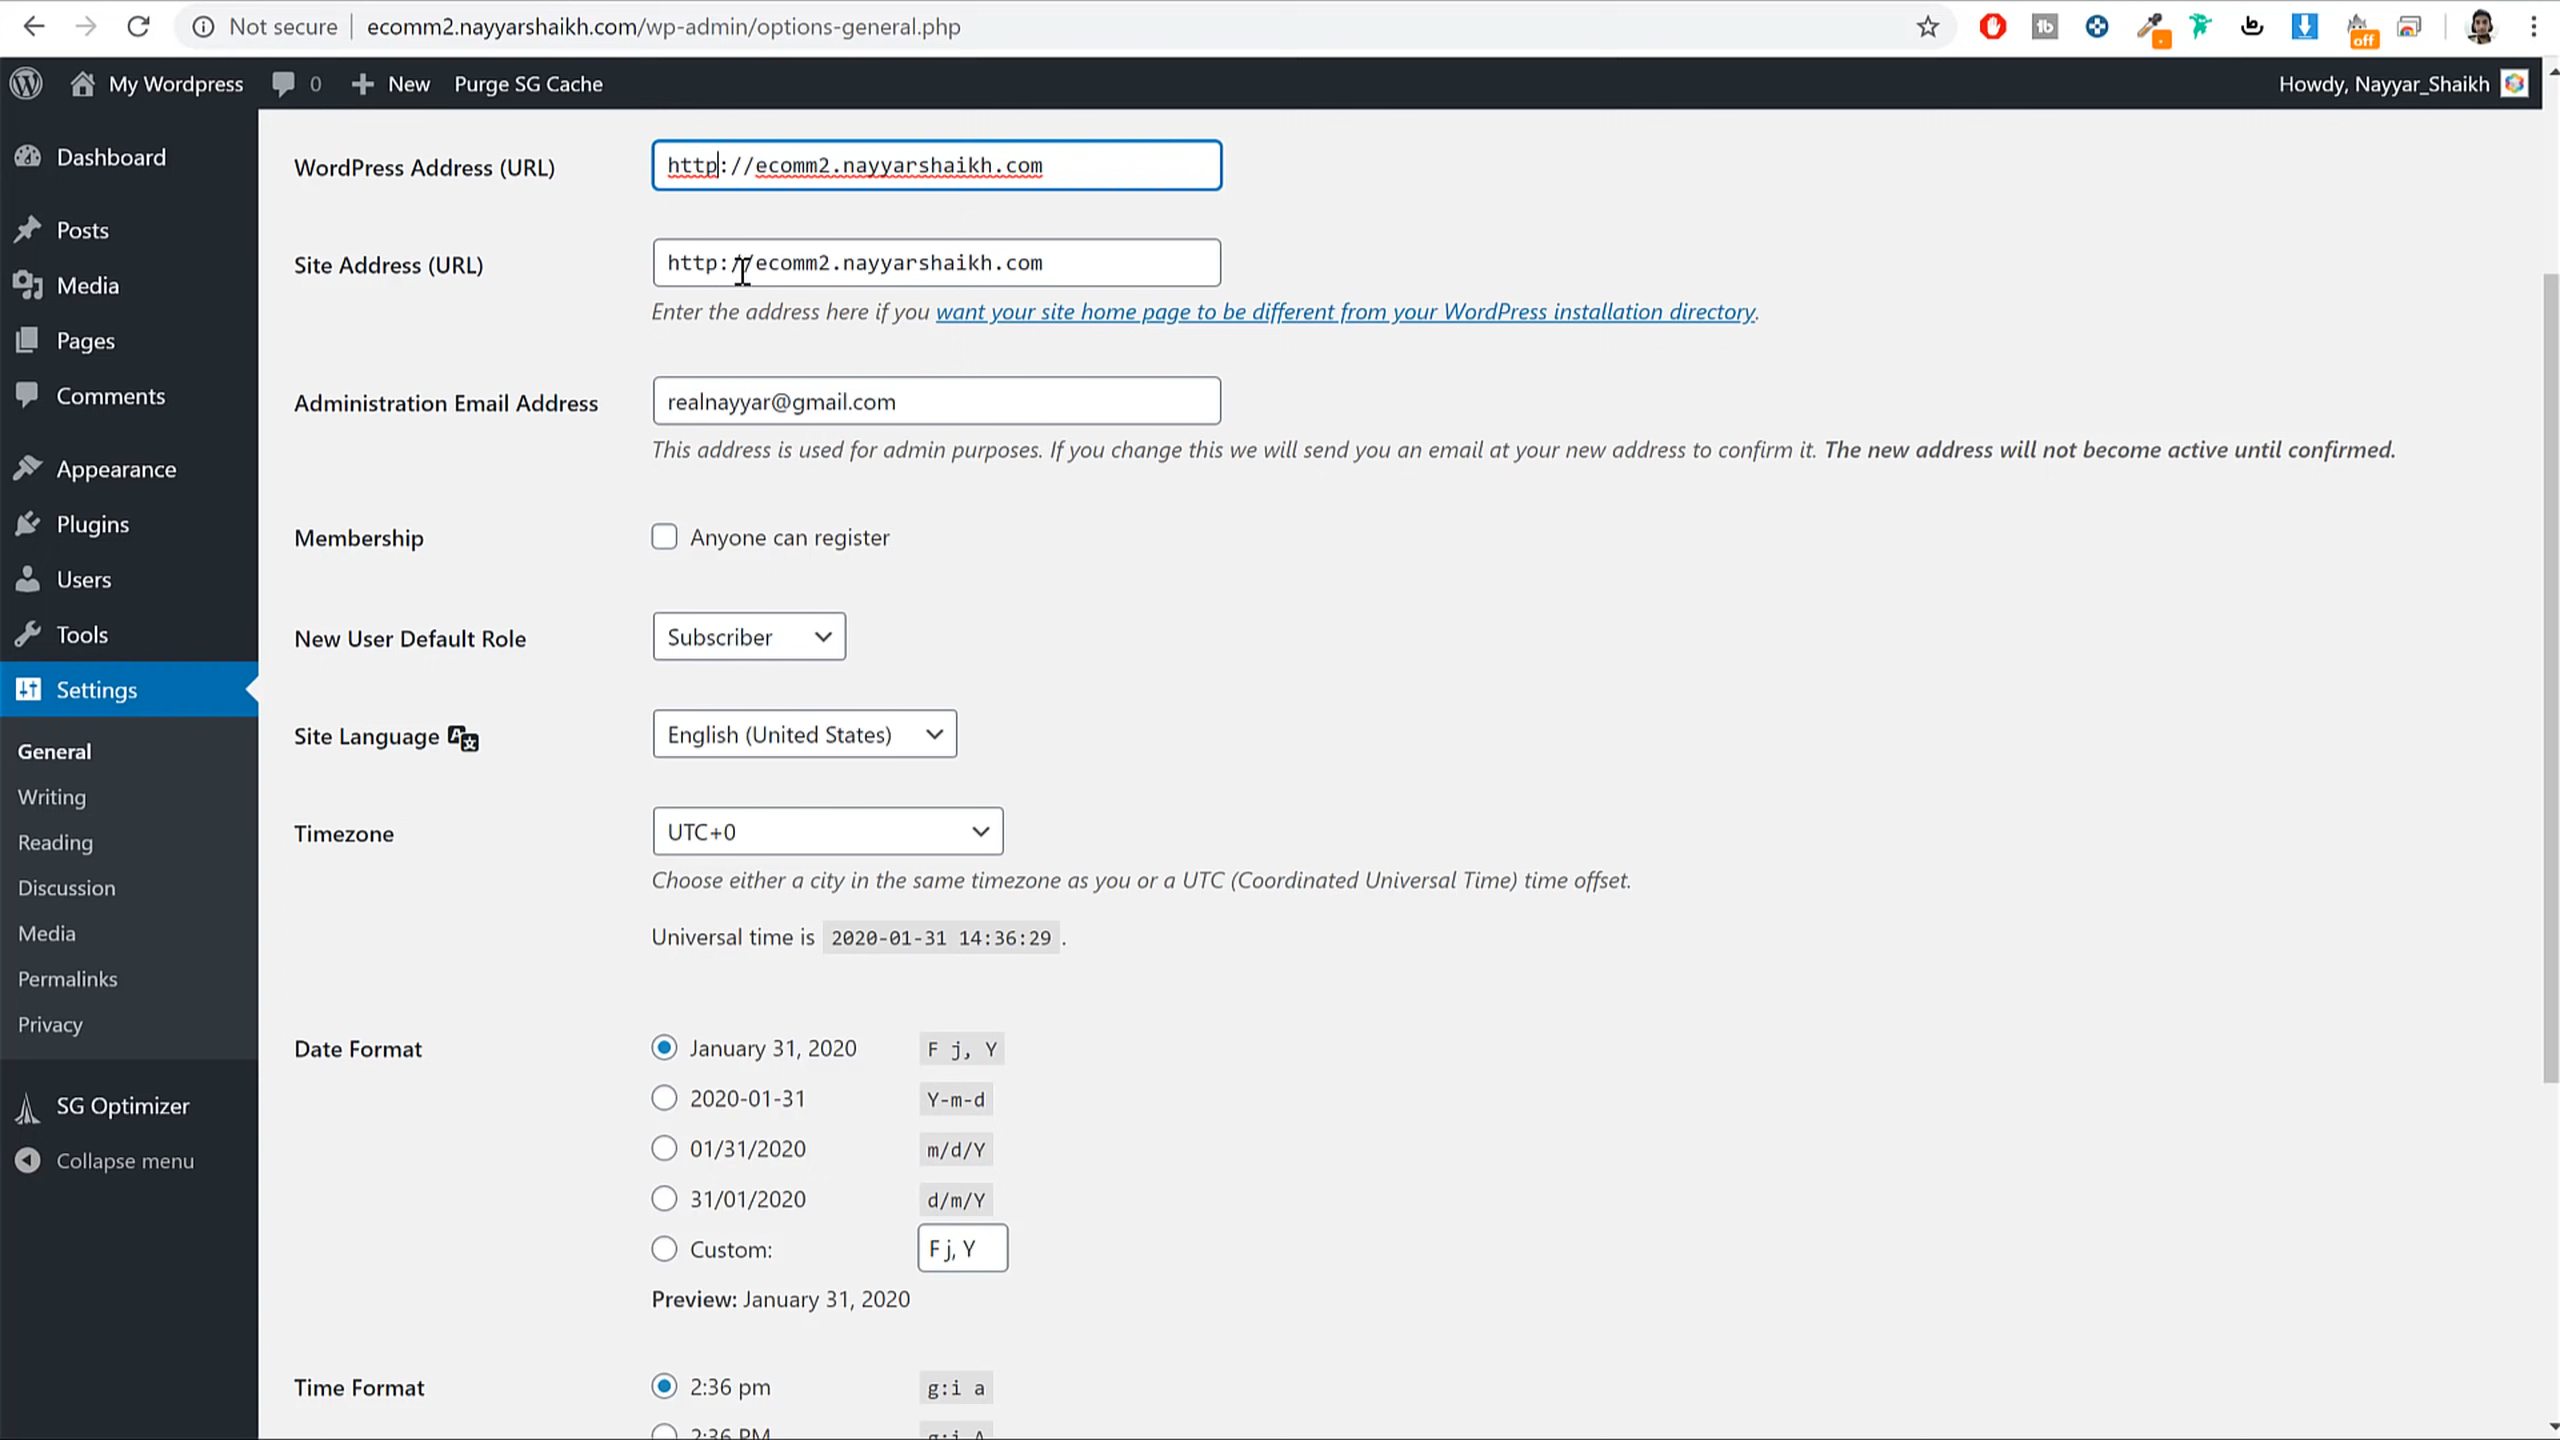 Not secure ecomm2.nayyarshaikh.com/wp-admin/options-general.php
off
My Wordpress 0 New Purge SG Cache Howdy, Nayyar_Shaikh
Dashboard
Posts
Media
Pages
Comments
Appearance
Plugins
Users
Tools
Settings
General
Writing
Reading
Discussion
Media
Permalinks
Privacy
SG Optimizer
Collapse menu
WordPress Address (URL) http://ecomm2.nayyarshaikh.com
Site Address (URL) http://ecomm2.nayyarshaikh.com
Enter the address here if you want your site home page to be different from your WordPress installation directory.
Administration Email Address realnayyar@gmail.com
This address is used for admin purposes. If you change this we will send you an email at your new address to confirm it. The new address will not become active until confirmed.
Membership Anyone can register
New User Default Role Subscriber
Site Language English (United States)
Timezone UTC+0
Choose either a city in the same timezone as you or a UTC (Coordinated Universal Time) time offset.
Universal time is 2020-01-31 14:36:29 .
Date Format January 31, 2020 F j, Y
2020-01-31 Y-m-d
01/31/2020 m/d/Y
31/01/2020 d/m/Y
Custom: F j, Y
Preview: January 31, 2020
Time Format 2:36 pm g:i a
2:36 PM g:i A